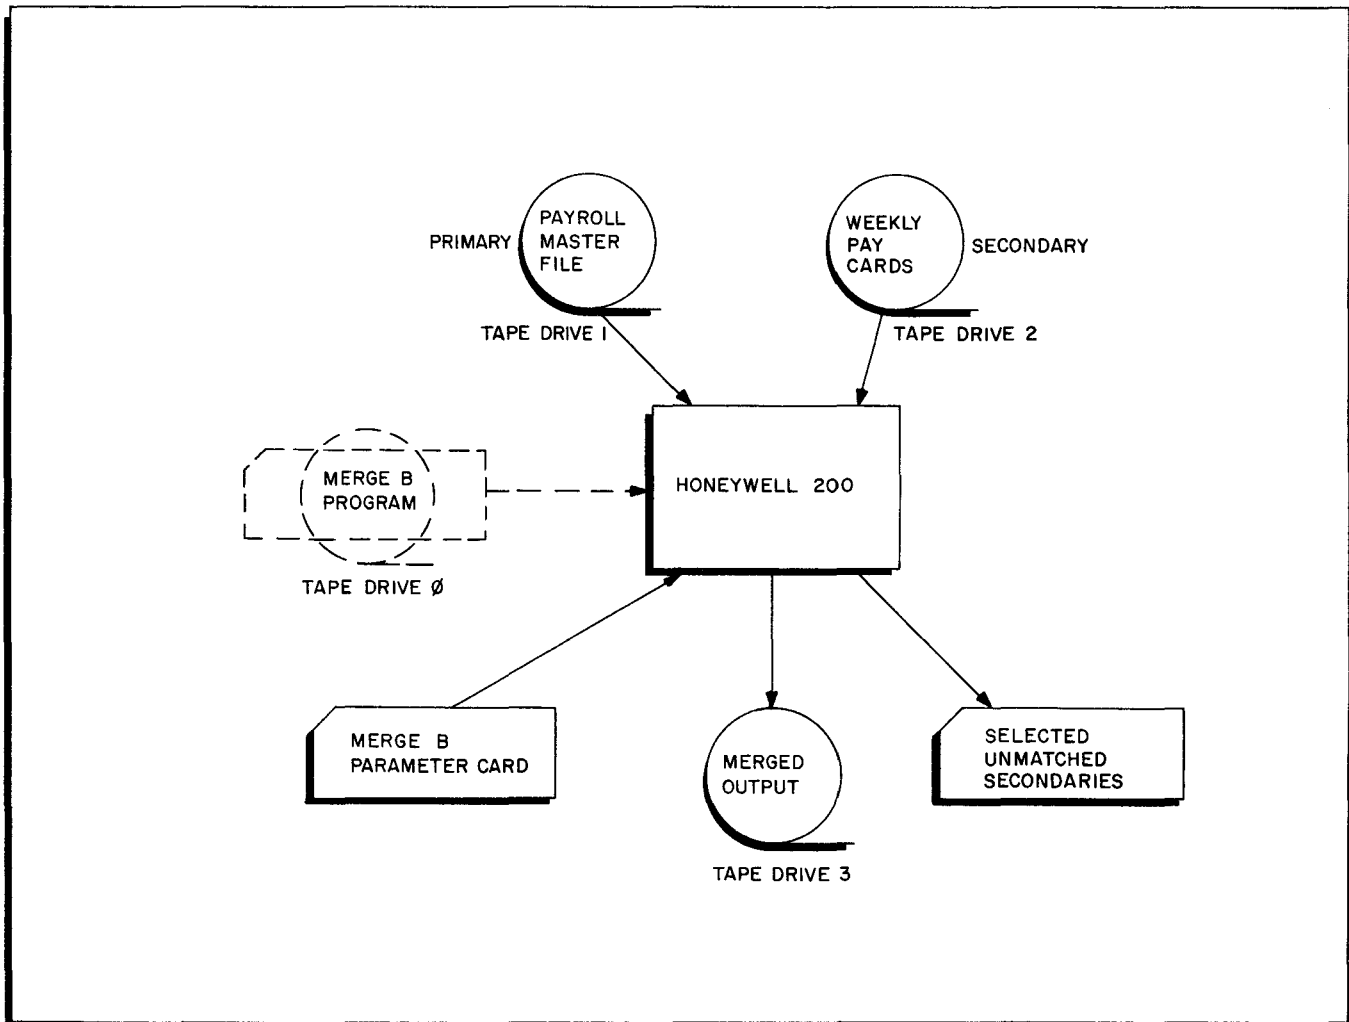 PAYROLL
MASTER
FILE
PRIMARY
TAPE DRIVE 1
WEEKLY
PAY
CARDS
SECONDARY
TAPE DRIVE 2
MERGE B
PROGRAM
TAPE DRIVE Ø
HONEYWELL 200
MERGE B
PARAMETER CARD
MERGED
OUTPUT
TAPE DRIVE 3
SELECTED
UNMATCHED
SECONDARIES